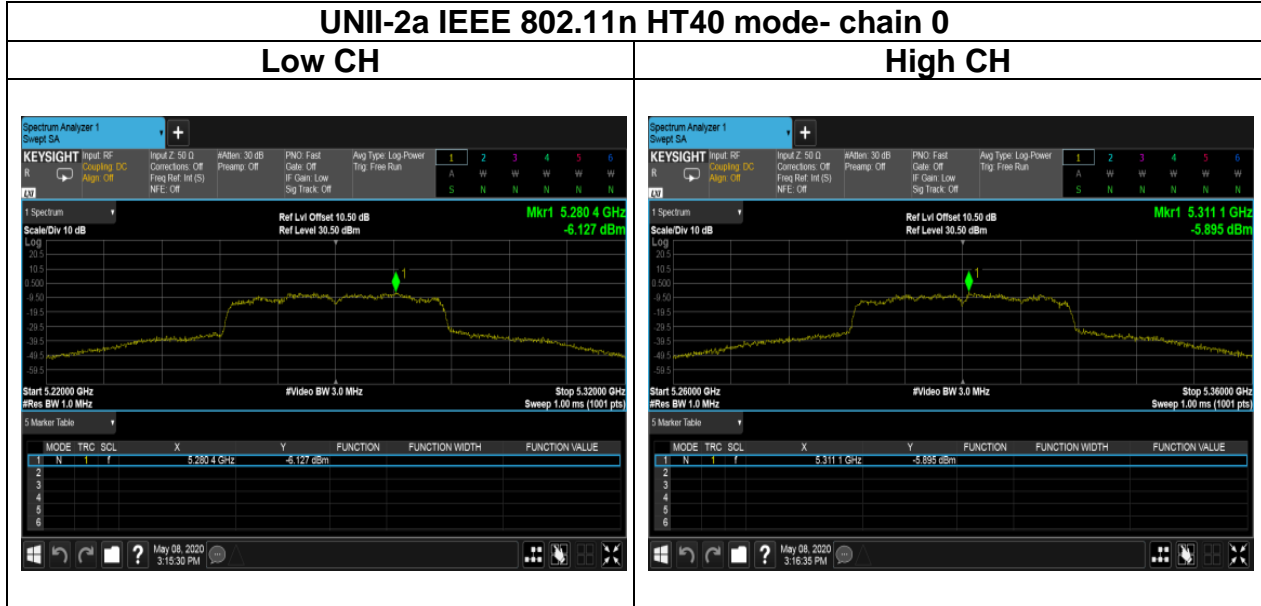 UNII-2a IEEE 802.11n HT40 mode- chain 0
Low CH
High CH
Spectrum Analyzer 1
Swept SA
+
KEYSIGHT Input: RF Input Z: 50 Ω #Atten: 30 dB PNO: Fast Avg Type: Log-Power 1 2 3 4 5 6
R Coupling: DC Corrections: Off Preamp: Off Gate: Off Trig: Free Run
Align: Off Freq Ref: Int (S) IF Gain: Low A W W W W W
LXI NFE: Off Sig Track: Off S N N N N N
1 Spectrum
Ref Lvl Offset 10.50 dB Mkr1 5.280 4 GHz
Scale/Div 10 dB Ref Level 30.50 dBm -6.127 dBm
Log
20.5
10.5
1
0.500
-9.50
-19.5
-29.5
-39.5
-49.5
-59.5
Start 5.22000 GHz #Video BW 3.0 MHz Stop 5.32000 GHz
#Res BW 1.0 MHz Sweep 1.00 ms (1001 pts)
5 Marker Table
MODE TRC SCL X Y FUNCTION FUNCTION WIDTH FUNCTION VALUE
1 N 1 f 5.280 4 GHz -6.127 dBm
2
3
4
5
6
? May 08, 2020
3:15:30 PM
Spectrum Analyzer 1
Swept SA
+
KEYSIGHT Input: RF Input Z: 50 Ω #Atten: 30 dB PNO: Fast Avg Type: Log-Power 1 2 3 4 5 6
R Coupling: DC Corrections: Off Preamp: Off Gate: Off Trig: Free Run
Align: Off Freq Ref: Int (S) IF Gain: Low A W W W W W
LXI NFE: Off Sig Track: Off S N N N N N
1 Spectrum
Ref Lvl Offset 10.50 dB Mkr1 5.311 1 GHz
Scale/Div 10 dB Ref Level 30.50 dBm -5.895 dBm
Log
20.5
10.5
1
0.500
-9.50
-19.5
-29.5
-39.5
-49.5
-59.5
Start 5.26000 GHz #Video BW 3.0 MHz Stop 5.36000 GHz
#Res BW 1.0 MHz Sweep 1.00 ms (1001 pts)
5 Marker Table
MODE TRC SCL X Y FUNCTION FUNCTION WIDTH FUNCTION VALUE
1 N 1 f 5.311 1 GHz -5.895 dBm
2
3
4
5
6
? May 08, 2020
3:16:35 PM